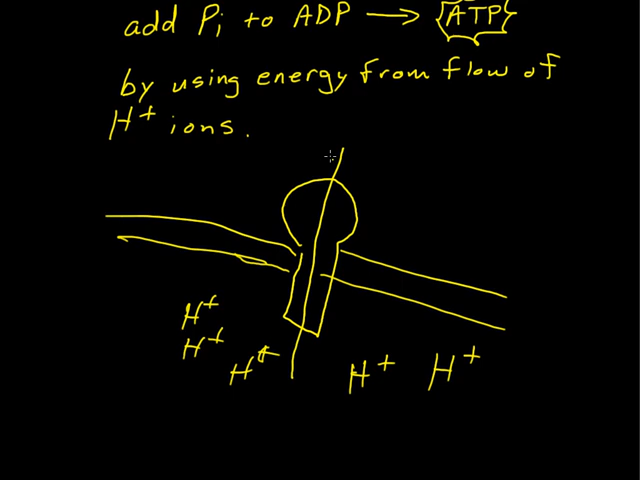 add Pi to ADP → ATP
by using energy from flow of
H+ ions.
H+
H+
H+ H+ H+